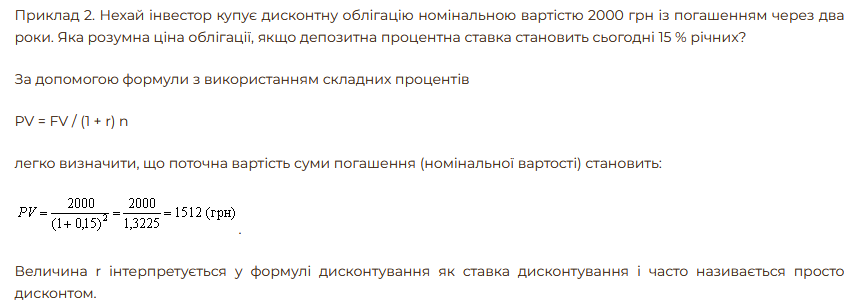 Приклад 2. Нехай інвестор купує дисконтну облігацію номінальною вартістю 2000 грн із погашенням через два
роки. Яка розумна ціна облігації, якщо депозитна процентна ставка становить сьогодні 15 % річних?
За допомогою формули з використанням складних процентів
PV = FV / (1 + r) n
легко визначити, що поточна вартість суми погашення (номінальної вартості) становить:
PV = 2000 / (1 + 0,15)² = 2000 / 1,3225 = 1512 (грн) .
Величина r інтерпретується у формулі дисконтування як ставка дисконтування і часто називається просто
дисконтом.